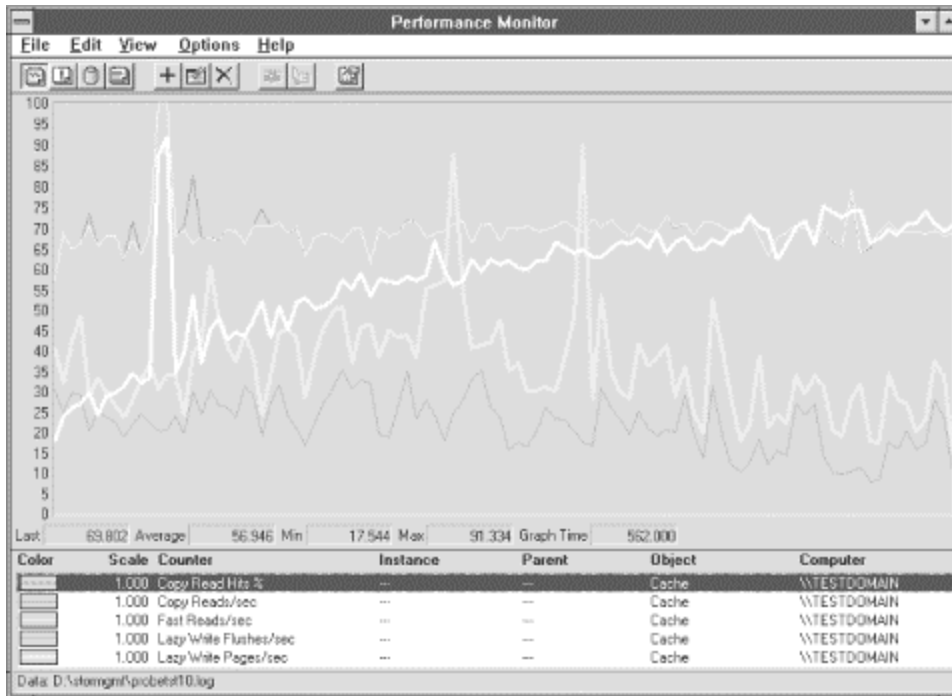 Performance Monitor
File Edit View Options Help
100
95
90
85
80
75
70
65
60
55
50
45
40
35
30
25
20
15
10
5
0
Last 69.802 Average 56.946 Min 17.544 Max 91.334 Graph Time 562.000
Color Scale Counter Instance Parent Object Computer
1.000 Copy Read Hits % --- --- Cache \\TESTDOMAIN
1.000 Copy Reads/sec --- --- Cache \\TESTDOMAIN
1.000 Fast Reads/sec --- --- Cache \\TESTDOMAIN
1.000 Lazy Write Flushes/sec --- --- Cache \\TESTDOMAIN
1.000 Lazy Write Pages/sec --- --- Cache \\TESTDOMAIN
Data: D:\stormgmt\probetst10.log